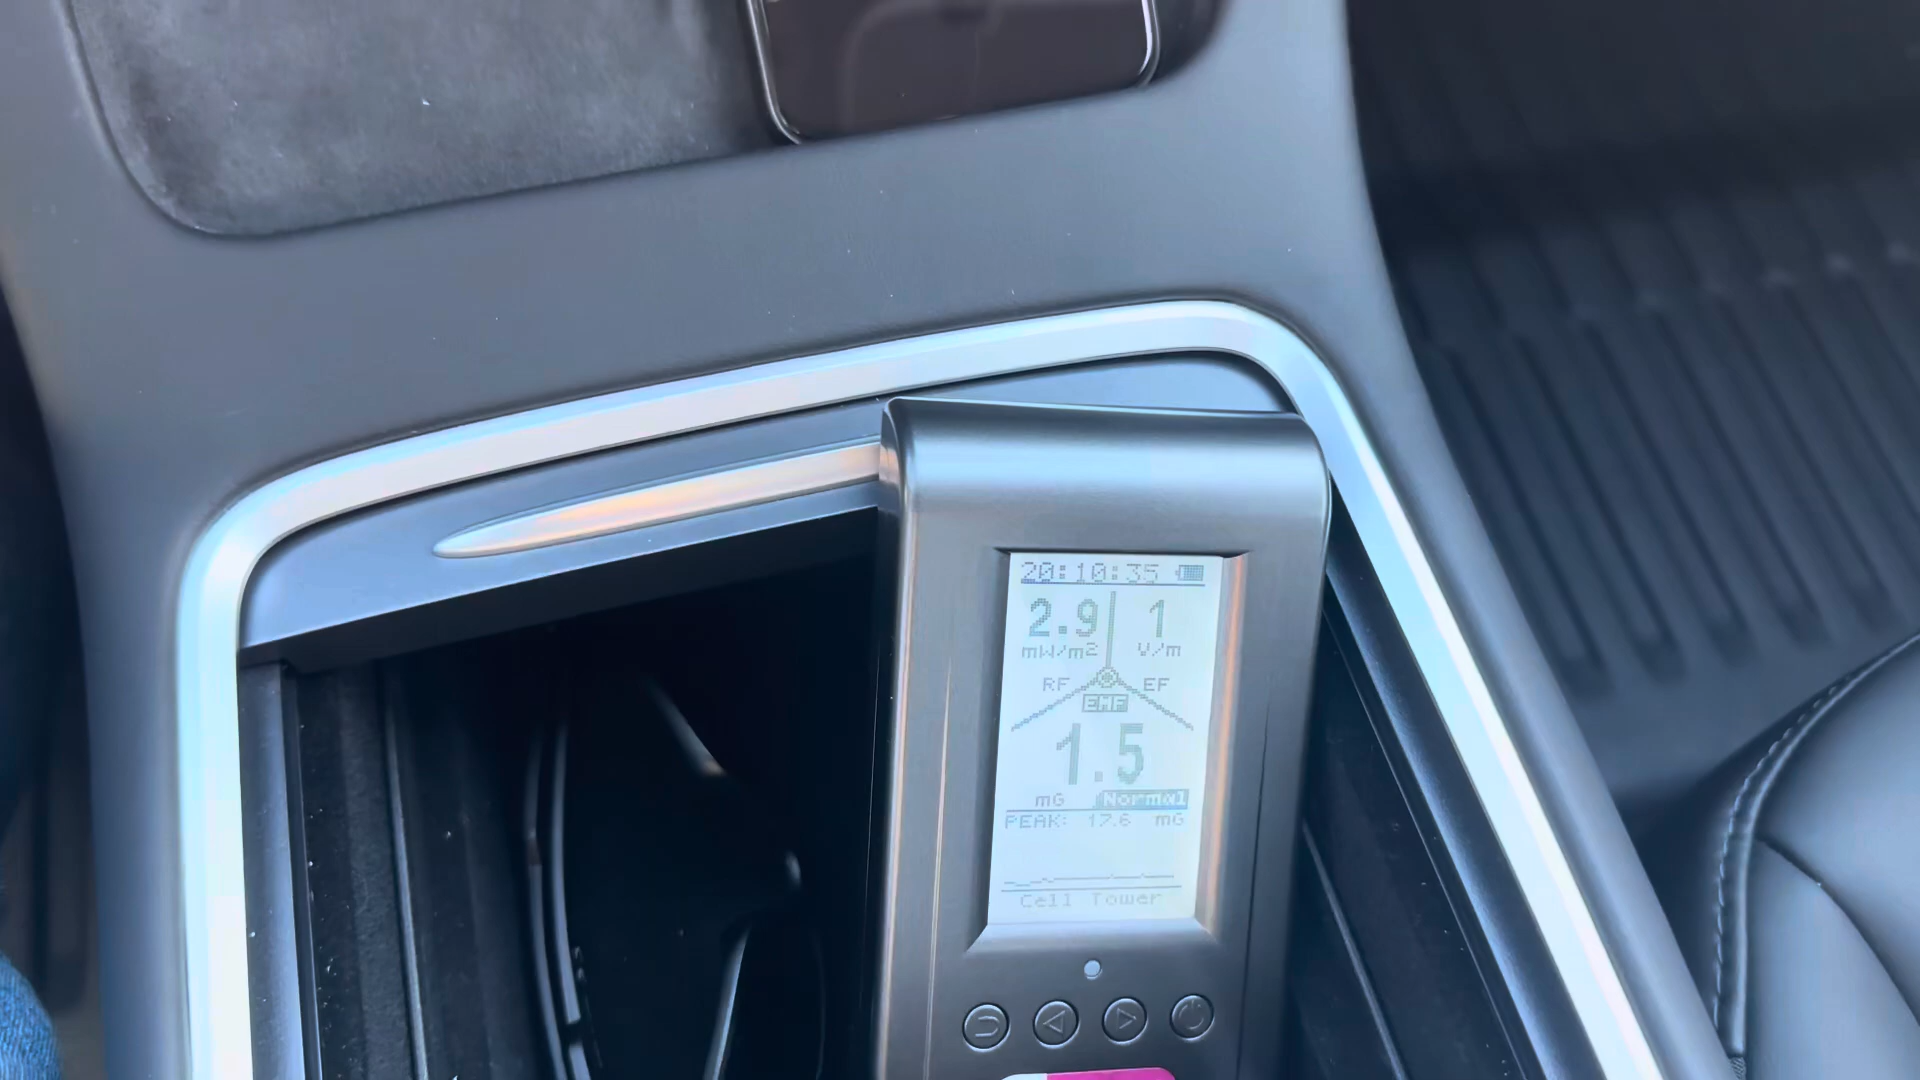 20:10:35
2.9 1
mW/m2 V/m
RF EF
EMF
1.5
mG Normal
PEAK: 17.6 mG
Cell Tower